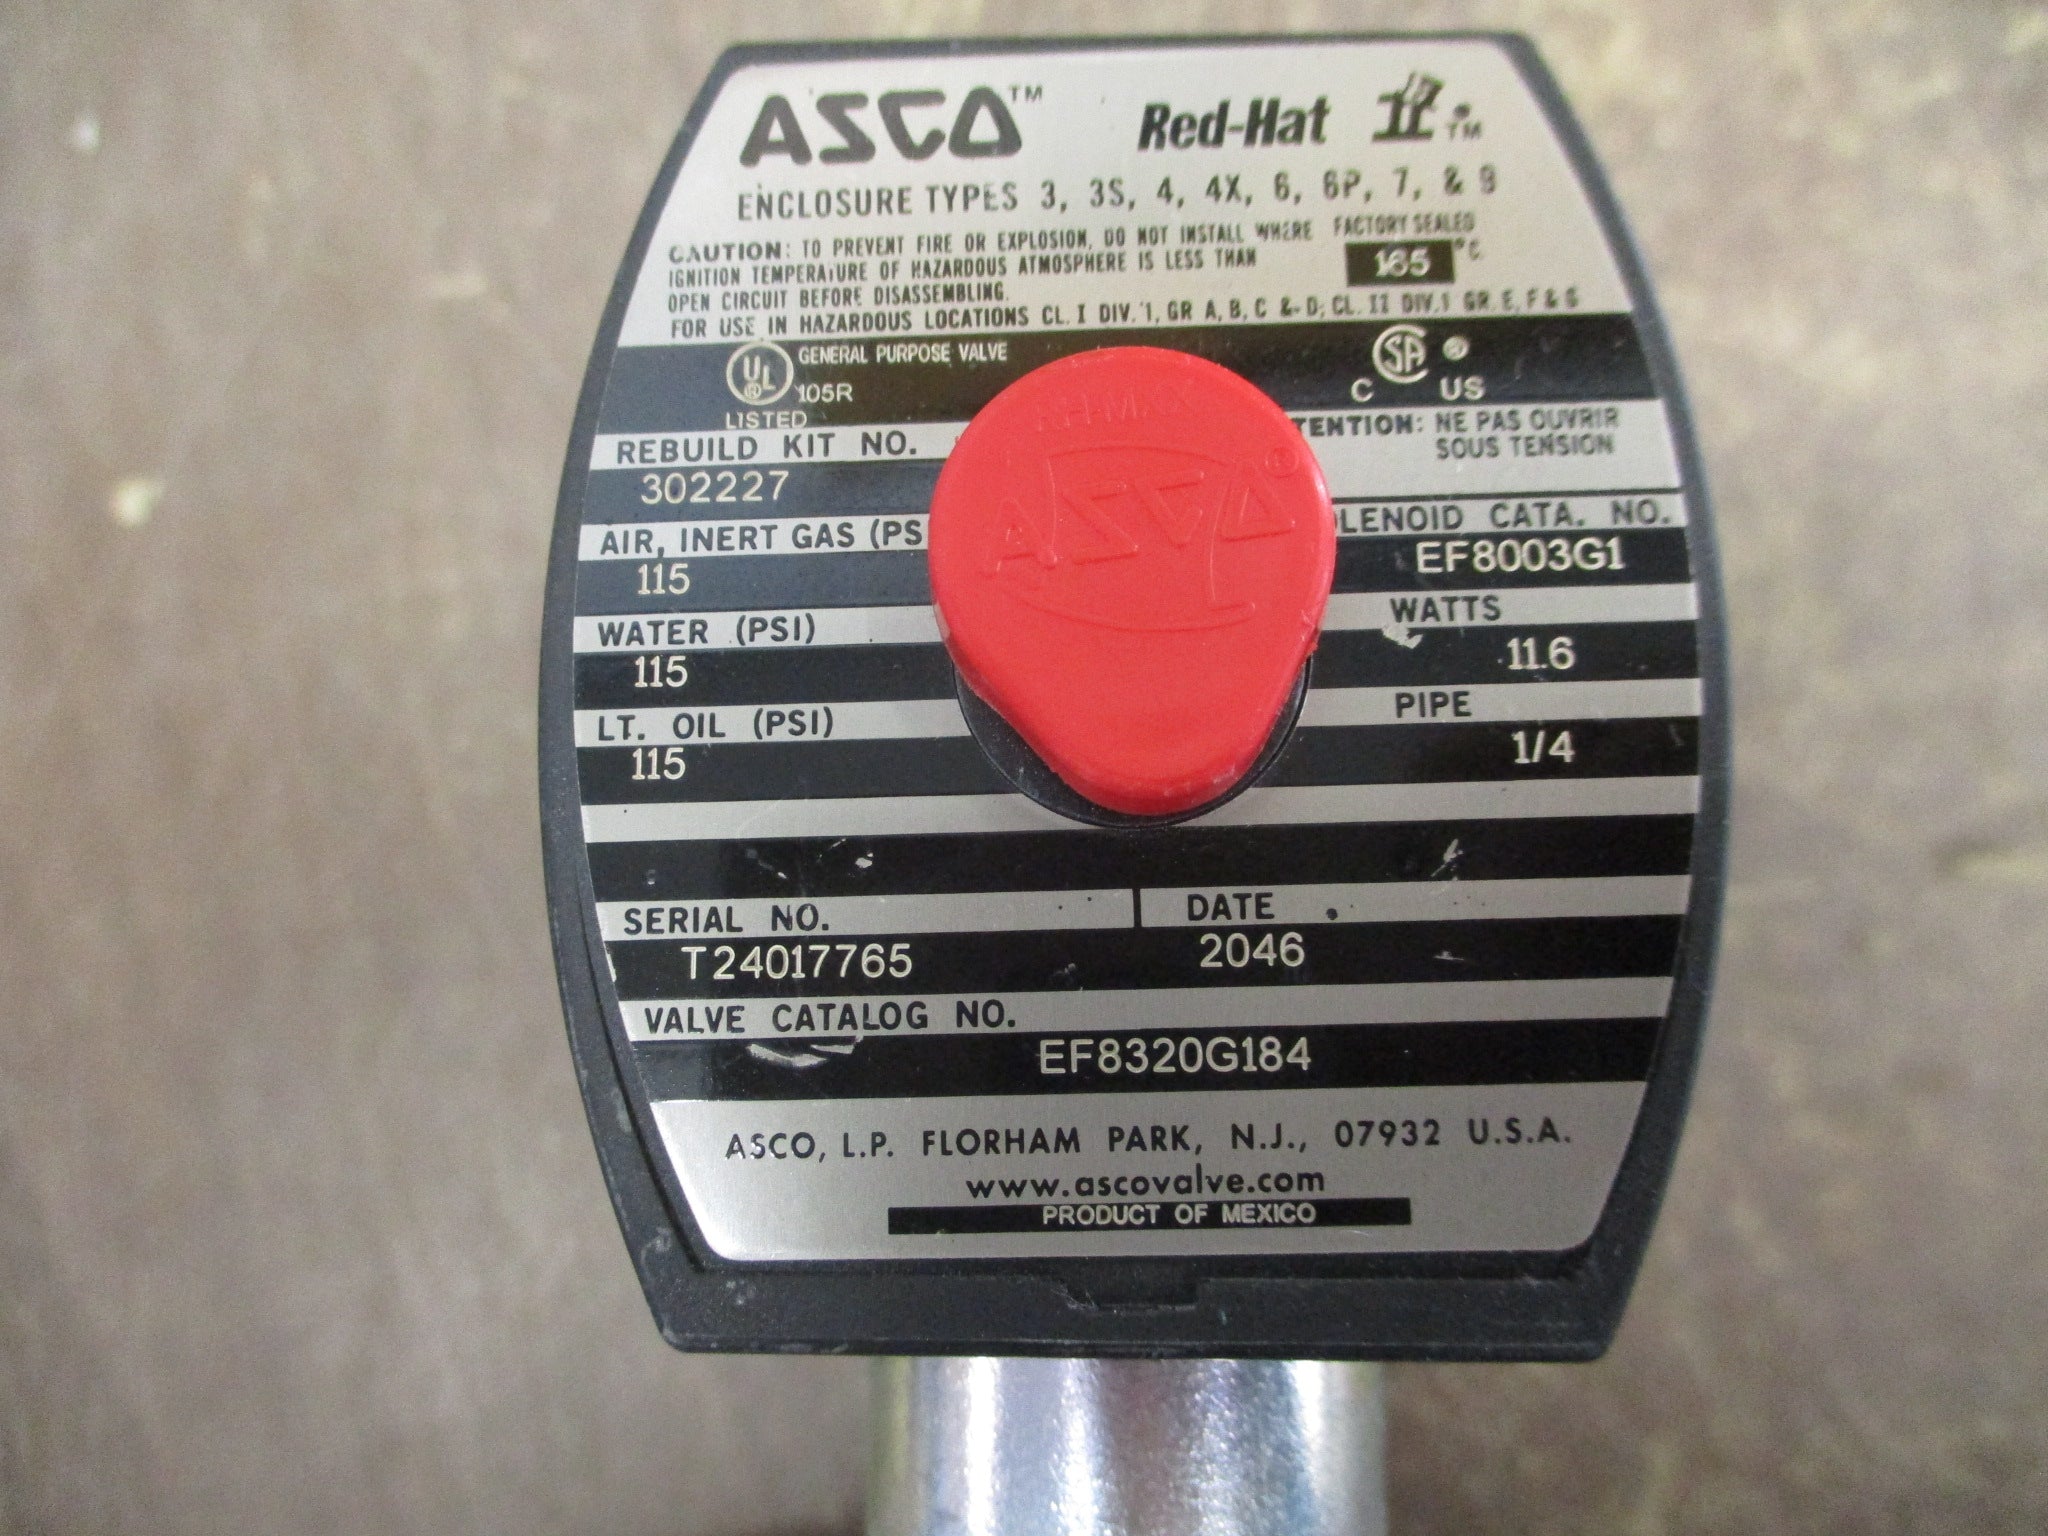 ASCO™ Red-Hat II™
ENCLOSURE TYPES 3, 3S, 4, 4X, 6, 6P, 7, & 9
CAUTION: TO PREVENT FIRE OR EXPLOSION, DO NOT INSTALL WHERE
IGNITION TEMPERATURE OF HAZARDOUS ATMOSPHERE IS LESS THAN 165 °C
FACTORY SEALED
OPEN CIRCUIT BEFORE DISASSEMBLING.
FOR USE IN HAZARDOUS LOCATIONS CL. I DIV. 1, GR A, B, C & D; CL. II DIV. 1 GR. E, F & G
UL® LISTED
GENERAL PURPOSE VALVE
105R
C SA® US
REBUILD KIT NO.
302227
TENTION: NE PAS OUVRIR
SOUS TENSION
AIR, INERT GAS (PS
115
LENOID CATA. NO.
EF8003G1
WATER (PSI)
115
WATTS
11.6
LT. OIL (PSI)
115
PIPE
1/4
ASCO®
SERIAL NO.
T24017765
DATE
2046
VALVE CATALOG NO.
EF8320G184
ASCO, L.P. FLORHAM PARK, N.J., 07932 U.S.A.
www.ascovalve.com
PRODUCT OF MEXICO